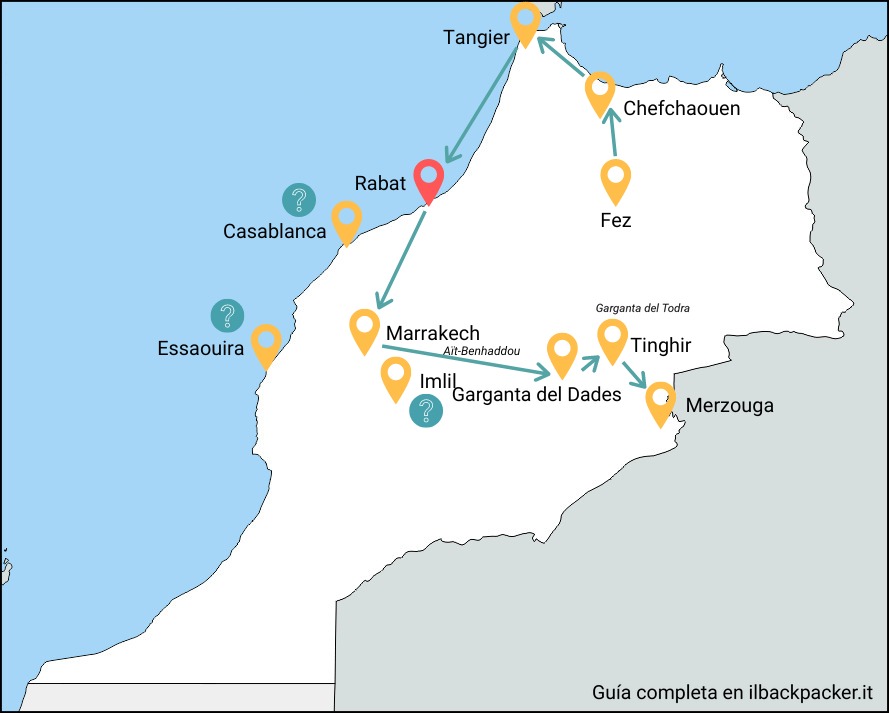 Tangier
Chefchaouen
Rabat
?
Fez
Casablanca
Garganta del Todra
?
Marrakech
Tinghir
Essaouira
Aït-Benhaddou
Imlil
Garganta del Dades
Merzouga
?
Guía completa en ilbackpacker.it